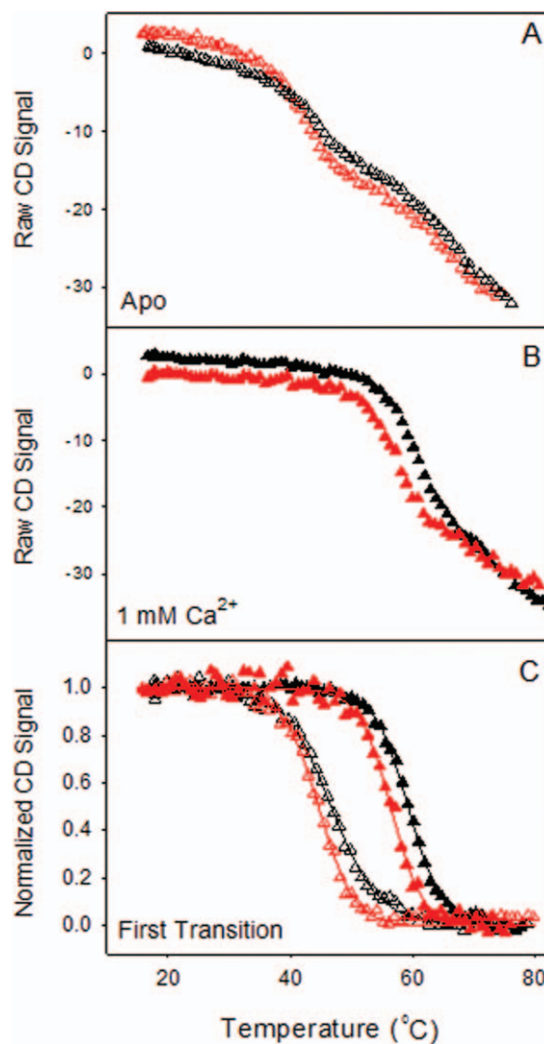 A
Raw CD Signal
0
-10
-20
-30
Apo
B
Raw CD Signal
0
-10
-20
-30
1 mM Ca²⁺
C
Normalized CD Signal
1.0
0.8
0.6
0.4
0.2
0.0
First Transition
20 40 60 80
Temperature (°C)